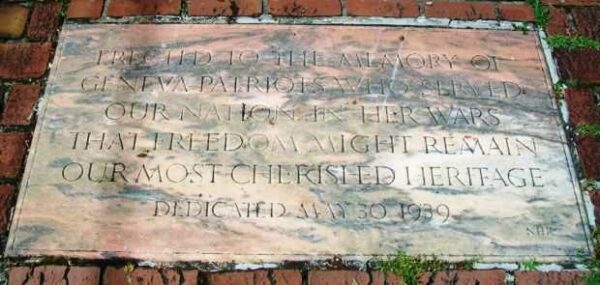 ERECTED TO THE MEMORY OF
GENEVA PATRIOTS WHO SERVED
OUR NATION IN HER WARS
THAT FREEDOM MIGHT REMAIN
OUR MOST CHERISHED HERITAGE
DEDICATED MAY 30 1939